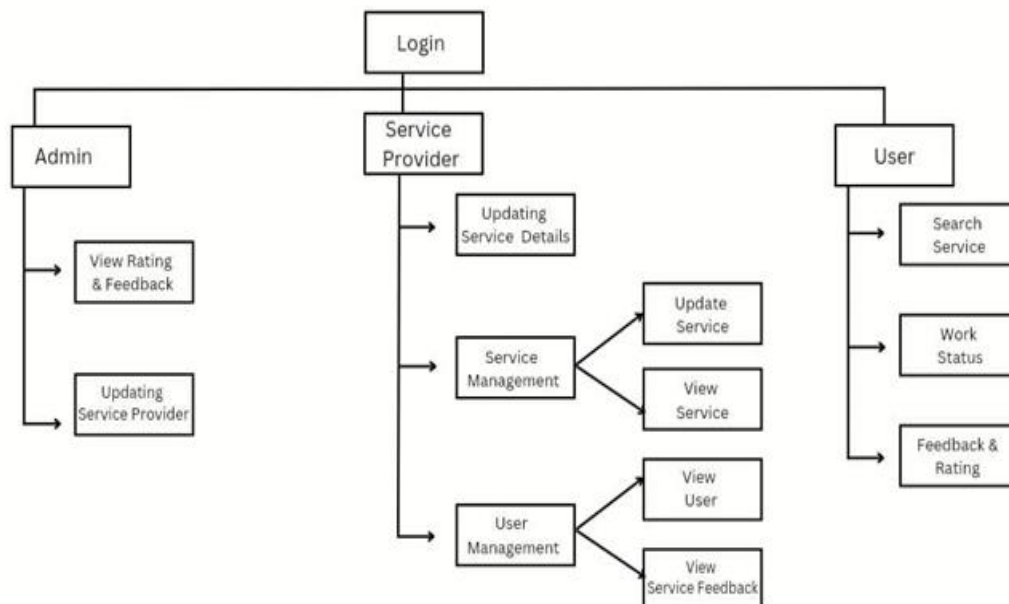 Login
Admin
Service
Provider
User
View Rating
& Feedback
Updating
Service Provider
Updating
Service Details
Service
Management
Update
Service
View
Service
User
Management
View
User
View
Service Feedback
Search
Service
Work
Status
Feedback &
Rating